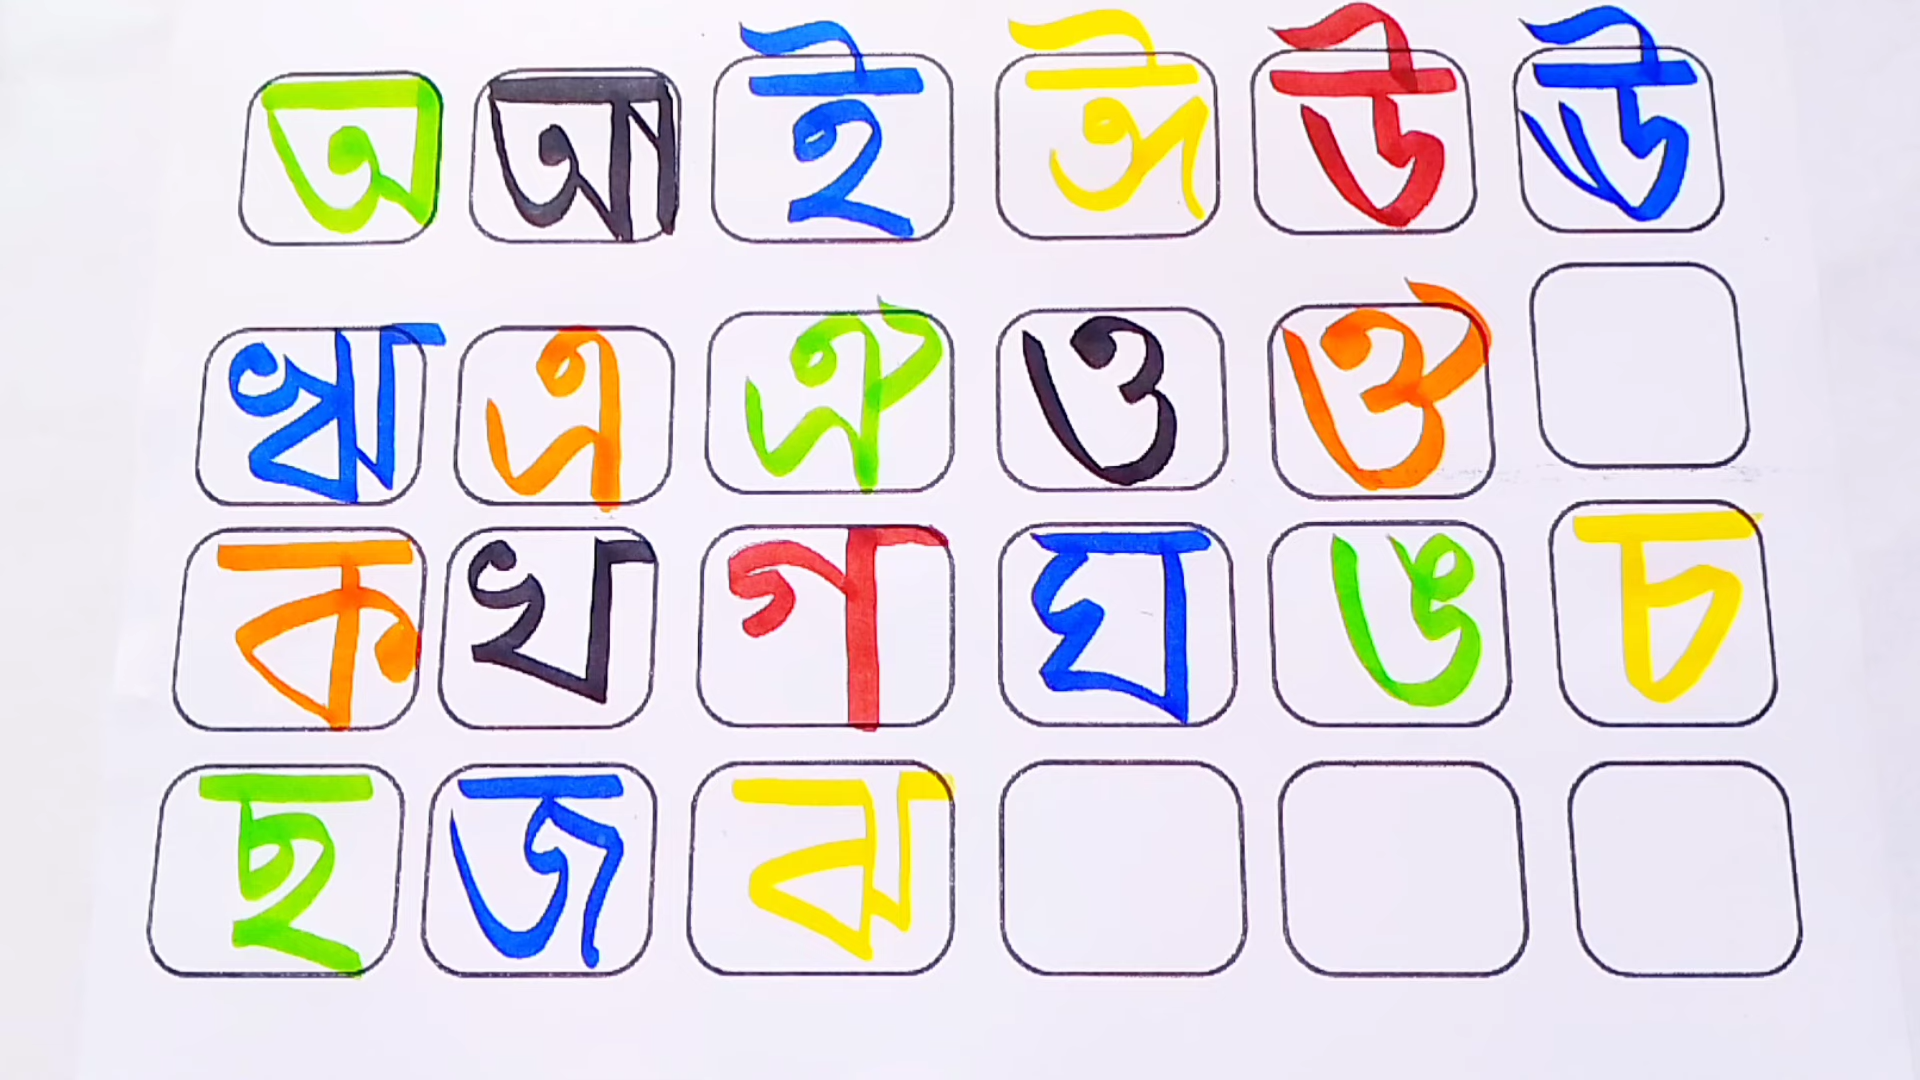 অ আ ই ঈ উ ঊ
ঋ এ ঐ ও ঔ
ক খ গ ঘ ঙ চ
ছ জ ঝ